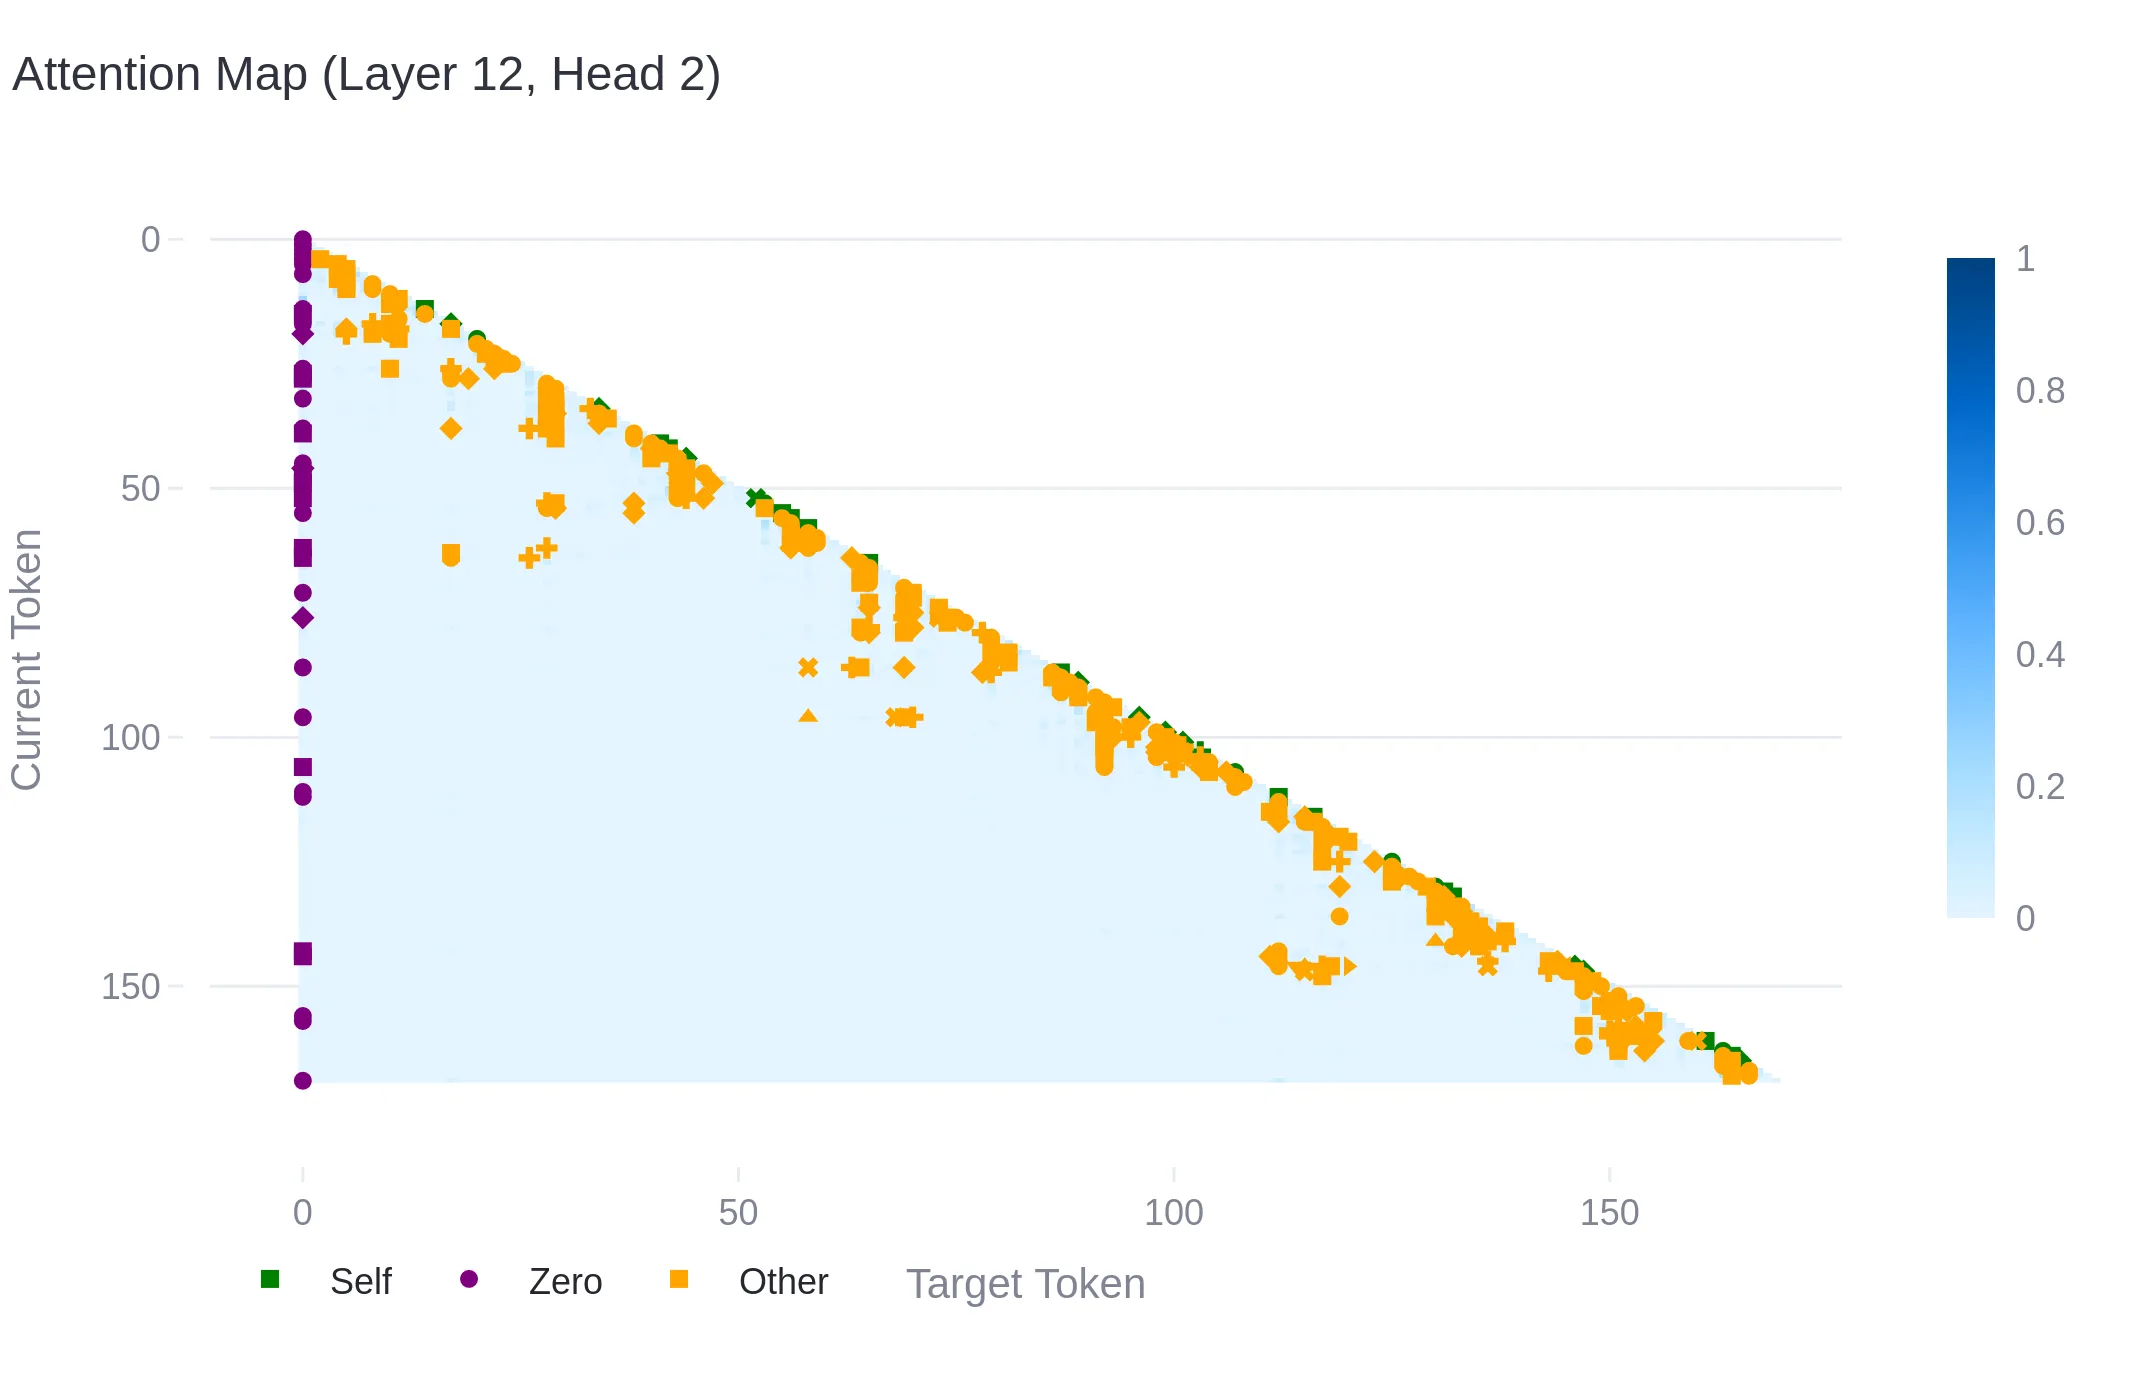 Attention Map (Layer 12, Head 2)
0
50
100
150
Current Token
0
50
100
150
Target Token
Self
Zero
Other
1
0.8
0.6
0.4
0.2
0